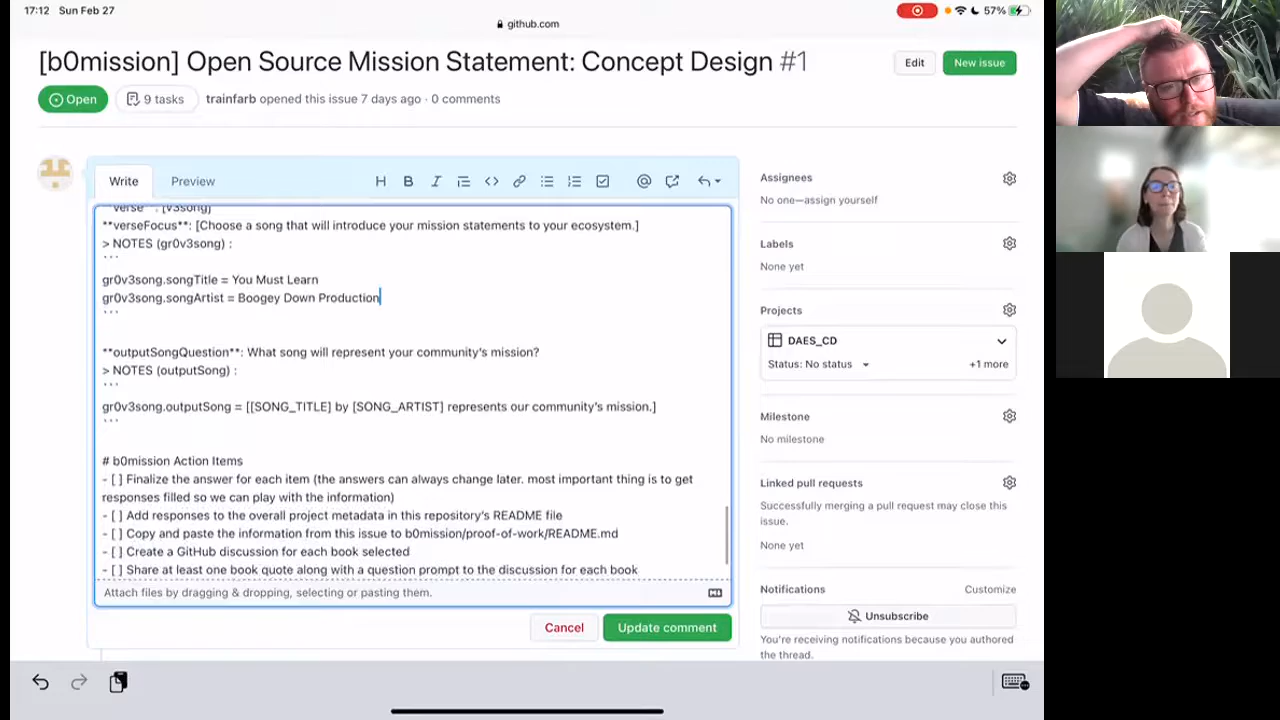 17:12 Sun Feb 27
57%
github.com
[b0mission] Open Source Mission Statement: Concept Design #1
Edit
New issue
Open
9 tasks
trainfarb opened this issue 7 days ago · 0 comments
Write
Preview
**verse**: [v3song]
**verseFocus**: [Choose a song that will introduce your mission statements to your ecosystem.]
> NOTES (gr0v3song) :
```
gr0v3song.songTitle = You Must Learn
gr0v3song.songArtist = Boogey Down Production
```
**outputSongQuestion**: What song will represent your community's mission?
> NOTES (outputSong) :
```
gr0v3song.outputSong = [[SONG_TITLE] by [SONG_ARTIST] represents our community's mission.]
```
# b0mission Action Items
- [ ] Finalize the answer for each item (the answers can always change later. most important thing is to get
responses filled so we can play with the information)
- [ ] Add responses to the overall project metadata in this repository's README file
- [ ] Copy and paste the information from this issue to b0mission/proof-of-work/README.md
- [ ] Create a GitHub discussion for each book selected
- [ ] Share at least one book quote along with a question prompt to the discussion for each book
Attach files by dragging & dropping, selecting or pasting them.
Cancel
Update comment
Assignees
No one—assign yourself
Labels
None yet
Projects
DAES_CD
Status: No status
+1 more
Milestone
No milestone
Linked pull requests
Successfully merging a pull request may close this
issue.
None yet
Notifications
Customize
Unsubscribe
You're receiving notifications because you authored
the thread.